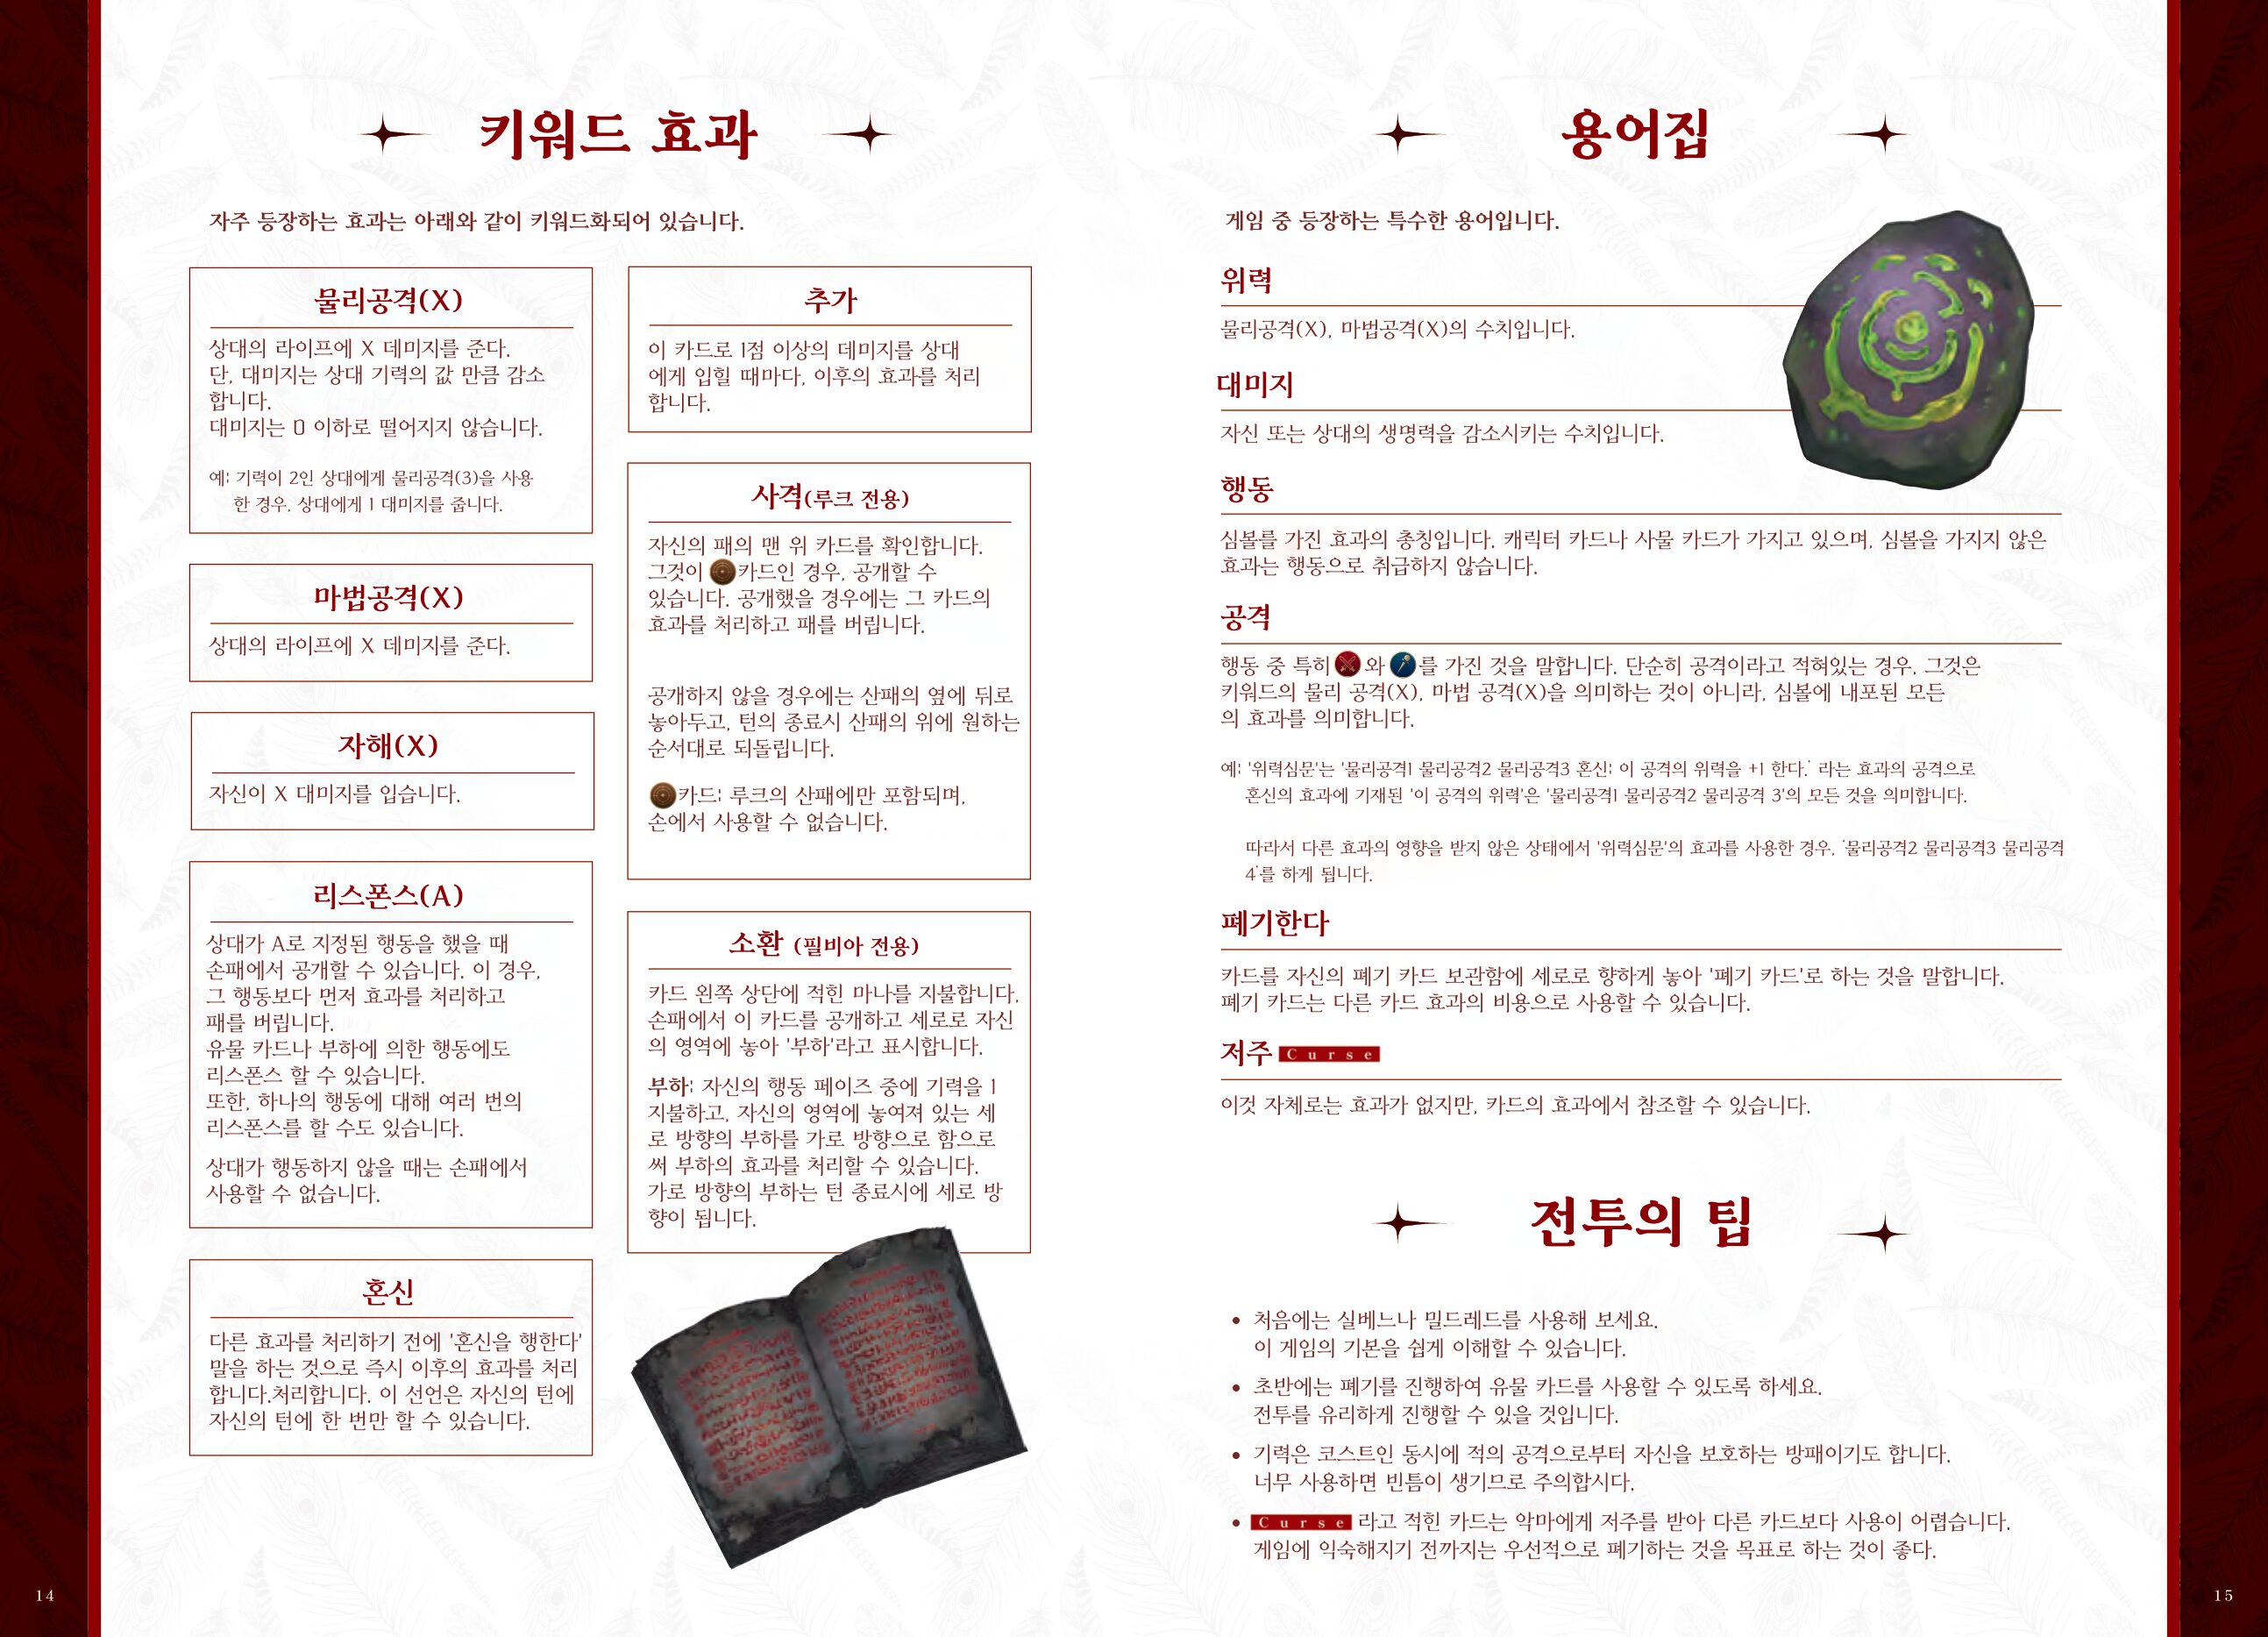 키워드 효과
자주 등장하는 효과는 아래와 같이 키워드화되어 있습니다.
물리공격(X)
상대의 라이프에 X 데미지를 준다.
단, 대미지는 상대 기력의 값 만큼 감소
합니다.
대미지는 0 이하로 떨어지지 않습니다.
예: 기력이 2인 상대에게 물리공격(3)을 사용
한 경우, 상대에게 1 대미지를 줍니다.
마법공격(X)
상대의 라이프에 X 데미지를 준다.
자해(X)
자신이 X 대미지를 입습니다.
리스폰스(A)
상대가 A로 지정된 행동을 했을 때
손패에서 공개할 수 있습니다. 이 경우,
그 행동보다 먼저 효과를 처리하고
패를 버립니다.
유물 카드나 부하에 의한 행동에도
리스폰스 할 수 있습니다.
또한, 하나의 행동에 대해 여러 번의
리스폰스를 할 수도 있습니다.
상대가 행동하지 않을 때는 손패에서
사용할 수 없습니다.
혼신
다른 효과를 처리하기 전에 '혼신을 행한다'
말을 하는 것으로 즉시 이후의 효과를 처리
합니다.처리합니다. 이 선언은 자신의 턴에
자신의 턴에 한 번만 할 수 있습니다.
추가
이 카드로 1점 이상의 데미지를 상대
에게 입힐 때마다, 이후의 효과를 처리
합니다.
사격(루크 전용)
자신의 패의 맨 위 카드를 확인합니다.
그것이 카드인 경우, 공개할 수
있습니다. 공개했을 경우에는 그 카드의
효과를 처리하고 패를 버립니다.
공개하지 않을 경우에는 산패의 옆에 뒤로
놓아두고, 턴의 종료시 산패의 위에 원하는
순서대로 되돌립니다.
카드: 루크의 산패에만 포함되며,
손에서 사용할 수 없습니다.
소환 (필비아 전용)
카드 왼쪽 상단에 적힌 마나를 지불합니다,
손패에서 이 카드를 공개하고 세로로 자신
의 영역에 놓아 '부하'라고 표시합니다.
부하: 자신의 행동 페이즈 중에 기력을 1
지불하고, 자신의 영역에 놓여져 있는 세
로 방향의 부하를 가로 방향으로 함으로
써 부하의 효과를 처리할 수 있습니다.
가로 방향의 부하는 턴 종료시에 세로 방
향이 됩니다.
14
용어집
게임 중 등장하는 특수한 용어입니다.
위력
물리공격(X), 마법공격(X)의 수치입니다.
대미지
자신 또는 상대의 생명력을 감소시키는 수치입니다.
행동
심볼를 가진 효과의 총칭입니다. 캐릭터 카드나 사물 카드가 가지고 있으며, 심볼을 가지지 않은
효과는 행동으로 취급하지 않습니다.
공격
행동 중 특히 와 를 가진 것을 말합니다. 단순히 공격이라고 적혀있는 경우, 그것은
키워드의 물리 공격(X), 마법 공격(X)을 의미하는 것이 아니라, 심볼에 내포된 모든
의 효과를 의미합니다.
예: '위력심문'는 '물리공격1 물리공격2 물리공격3 혼신: 이 공격의 위력을 +1 한다.' 라는 효과의 공격으로
혼신의 효과에 기재된 '이 공격의 위력'은 '물리공격1 물리공격2 물리공격 3'의 모든 것을 의미합니다.
따라서 다른 효과의 영향을 받지 않은 상태에서 '위력심문'의 효과를 사용한 경우, '물리공격2 물리공격3 물리공격
4'를 하게 됩니다.
폐기한다
카드를 자신의 폐기 카드 보관함에 세로로 향하게 놓아 '폐기 카드'로 하는 것을 말합니다.
폐기 카드는 다른 카드 효과의 비용으로 사용할 수 있습니다.
저주 Curse
이것 자체로는 효과가 없지만, 카드의 효과에서 참조할 수 있습니다.
전투의 팁
• 처음에는 실베느나 밀드레드를 사용해 보세요.
이 게임의 기본을 쉽게 이해할 수 있습니다.
• 초반에는 폐기를 진행하여 유물 카드를 사용할 수 있도록 하세요.
전투를 유리하게 진행할 수 있을 것입니다.
• 기력은 코스트인 동시에 적의 공격으로부터 자신을 보호하는 방패이기도 합니다.
너무 사용하면 빈틈이 생기므로 주의합시다.
• Curse 라고 적힌 카드는 악마에게 저주를 받아 다른 카드보다 사용이 어렵습니다.
게임에 익숙해지기 전까지는 우선적으로 폐기하는 것을 목표로 하는 것이 좋다.
15